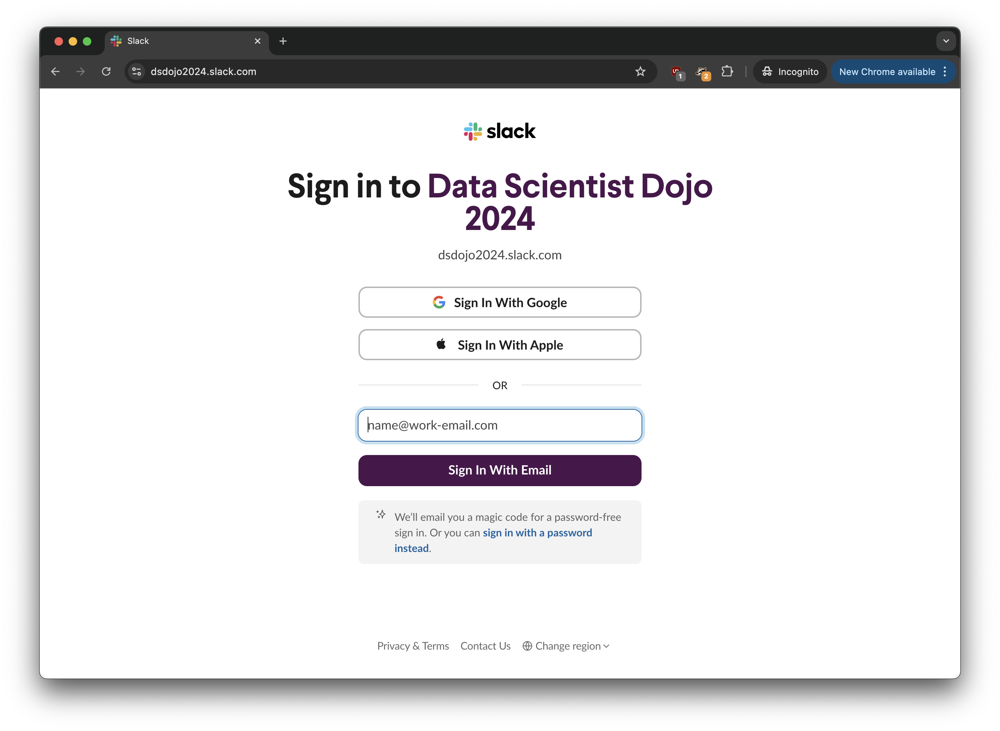 Slack
dsdojo2024.slack.com
1
2
Incognito
New Chrome available
slack
Sign in to Data Scientist Dojo
2024
dsdojo2024.slack.com
Sign In With Google
Sign In With Apple
OR
name@work-email.com
Sign In With Email
We’ll email you a magic code for a password-free
sign in. Or you can sign in with a password
instead.
Privacy & Terms Contact Us Change region